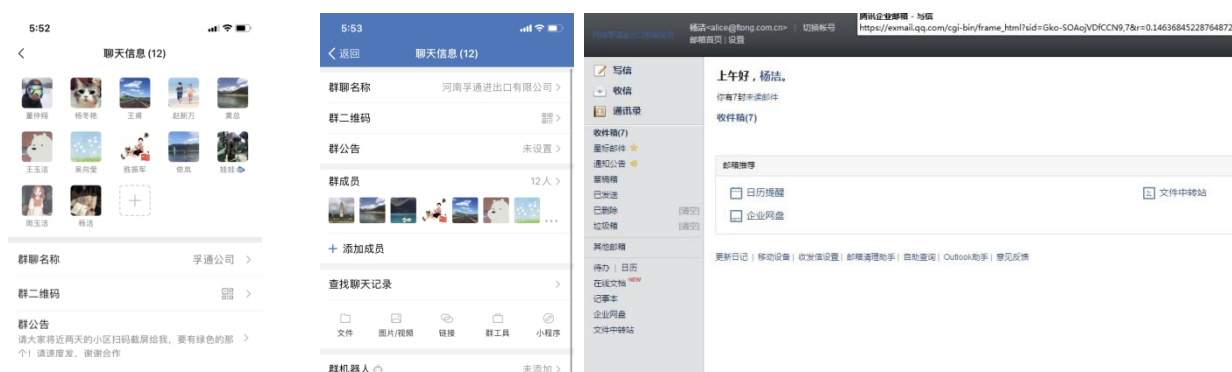 5:52
聊天信息 (12)
董仲翔
杨冬艳
王甫
赵新万
黄总
王玉洁
吴向莹
胜振军
依岚
娃娃
周玉洁
杨洁
群聊名称
孚通公司
群二维码
群公告
请大家将近两天的小区扫码截屏给我，要有绿色的那
个！请速度发，谢谢合作
5:53
返回
聊天信息 (12)
群聊名称
河南孚通进出口有限公司
群二维码
群公告
未设置
群成员
12人
+ 添加成员
查找聊天记录
文件
图片/视频
链接
群工具
小程序
群机器人
未添加
杨洁<alice@ftong.com.cn> | 切换帐号
邮箱首页 | 设置
腾讯企业邮箱 - 写信
https://exmail.qq.com/cgi-bin/frame_html?sid=Gko-SOAojVDfCCN9,7&r=0.14636845228764872
写信
收信
通讯录
收件箱(7)
星标邮件
通知公告
草稿箱
已发送
已删除
[清空]
垃圾箱
[清空]
其他邮箱
待办 | 日历
在线文档 NEW
记事本
企业网盘
文件中转站
上午好，杨洁。
你有7封未读邮件
收件箱(7)
邮箱推荐
日历提醒
文件中转站
企业网盘
更新日记 | 移动设备 | 收发信设置 | 邮箱清理助手 | 自助查询 | Outlook助手 | 意见反馈